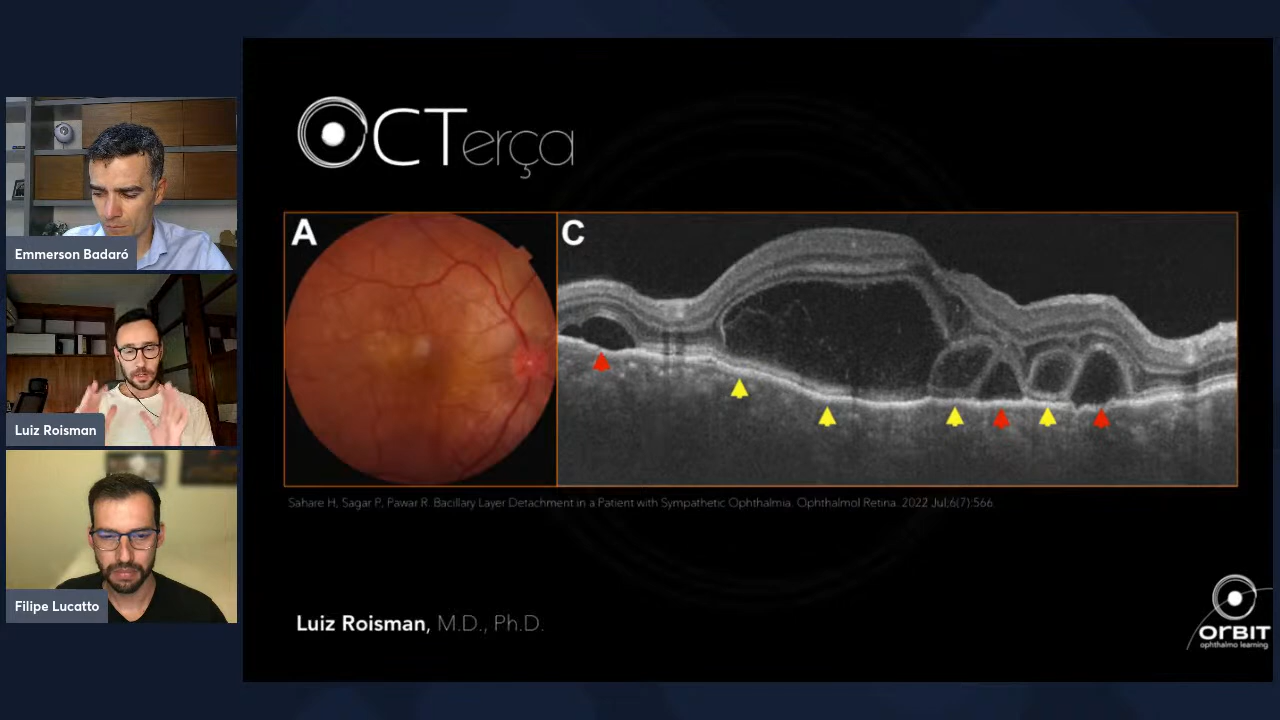 OCTerça
Emmerson Badaró
Luiz Roisman
Filipe Lucatto
A
C
Sahare H, Sagar P, Pawar R. Bacillary Layer Detachment in a Patient with Sympathetic Ophthalmia. Ophthalmol Retina. 2022 Jul;6(7):566.
Luiz Roisman, M.D., Ph.D.
ORBIT
ophthalmo learning